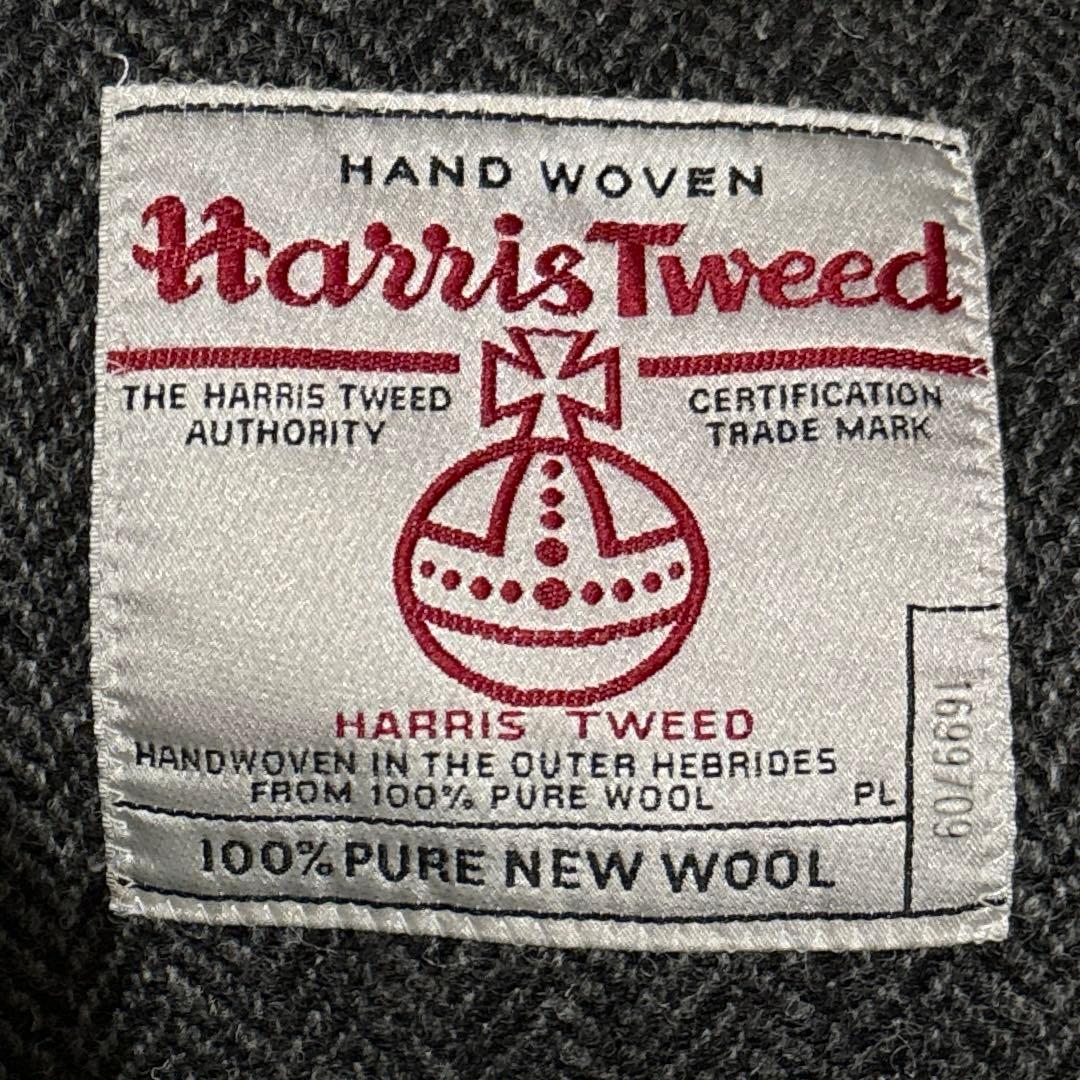 HAND WOVEN
Harris Tweed
THE HARRIS TWEED
AUTHORITY
CERTIFICATION
TRADE MARK
HARRIS TWEED
HANDWOVEN IN THE OUTER HEBRIDES
FROM 100% PURE WOOL
PL
1699709
100% PURE NEW WOOL